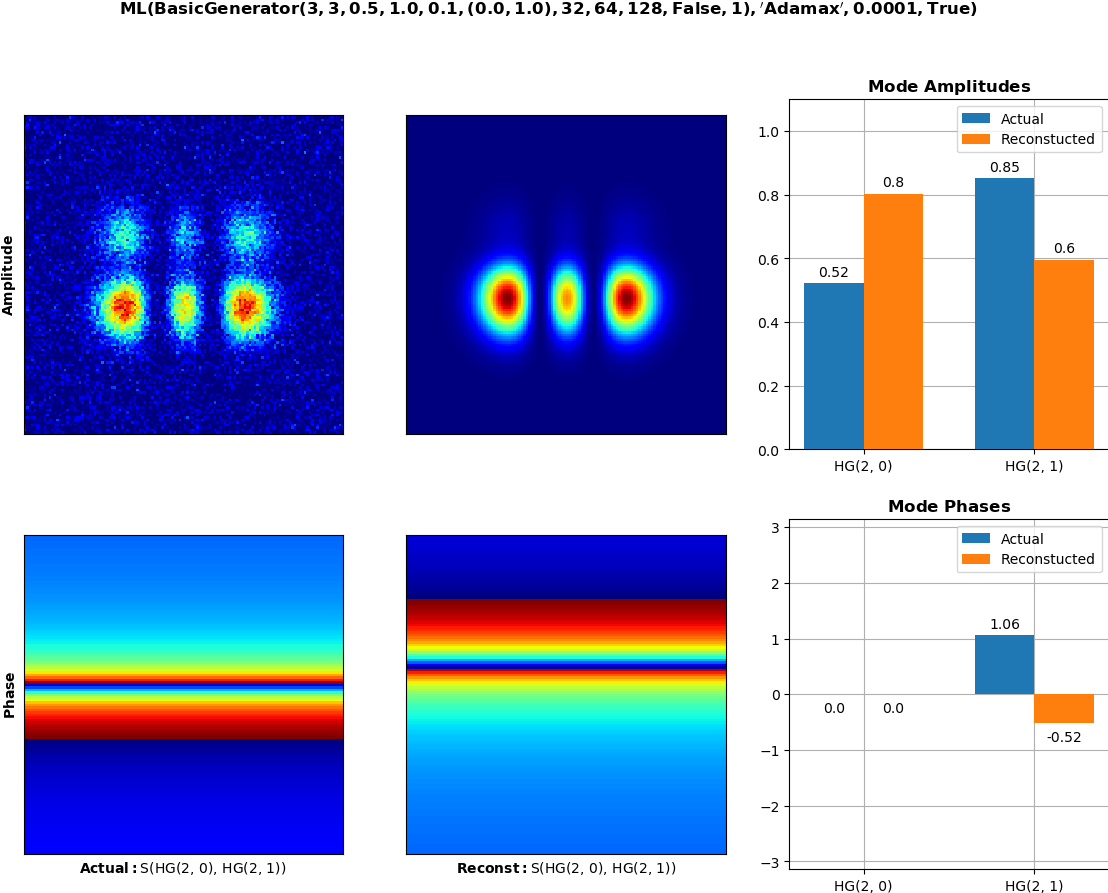 ML(BasicGenerator(3, 3, 0.5, 1.0, 0.1, (0.0, 1.0), 32, 64, 128, False, 1), ′Adamax′, 0.0001, True)
Amplitude
Mode Amplitudes
Actual
Reconstucted
1.0
0.8
0.6
0.4
0.2
0.0
0.52
0.8
0.85
0.6
HG(2, 0)
HG(2, 1)
Phase
Actual: S(HG(2, 0), HG(2, 1))
Reconst: S(HG(2, 0), HG(2, 1))
Mode Phases
Actual
Reconstucted
3
2
1
0
−1
−2
−3
0.0
0.0
1.06
-0.52
HG(2, 0)
HG(2, 1)